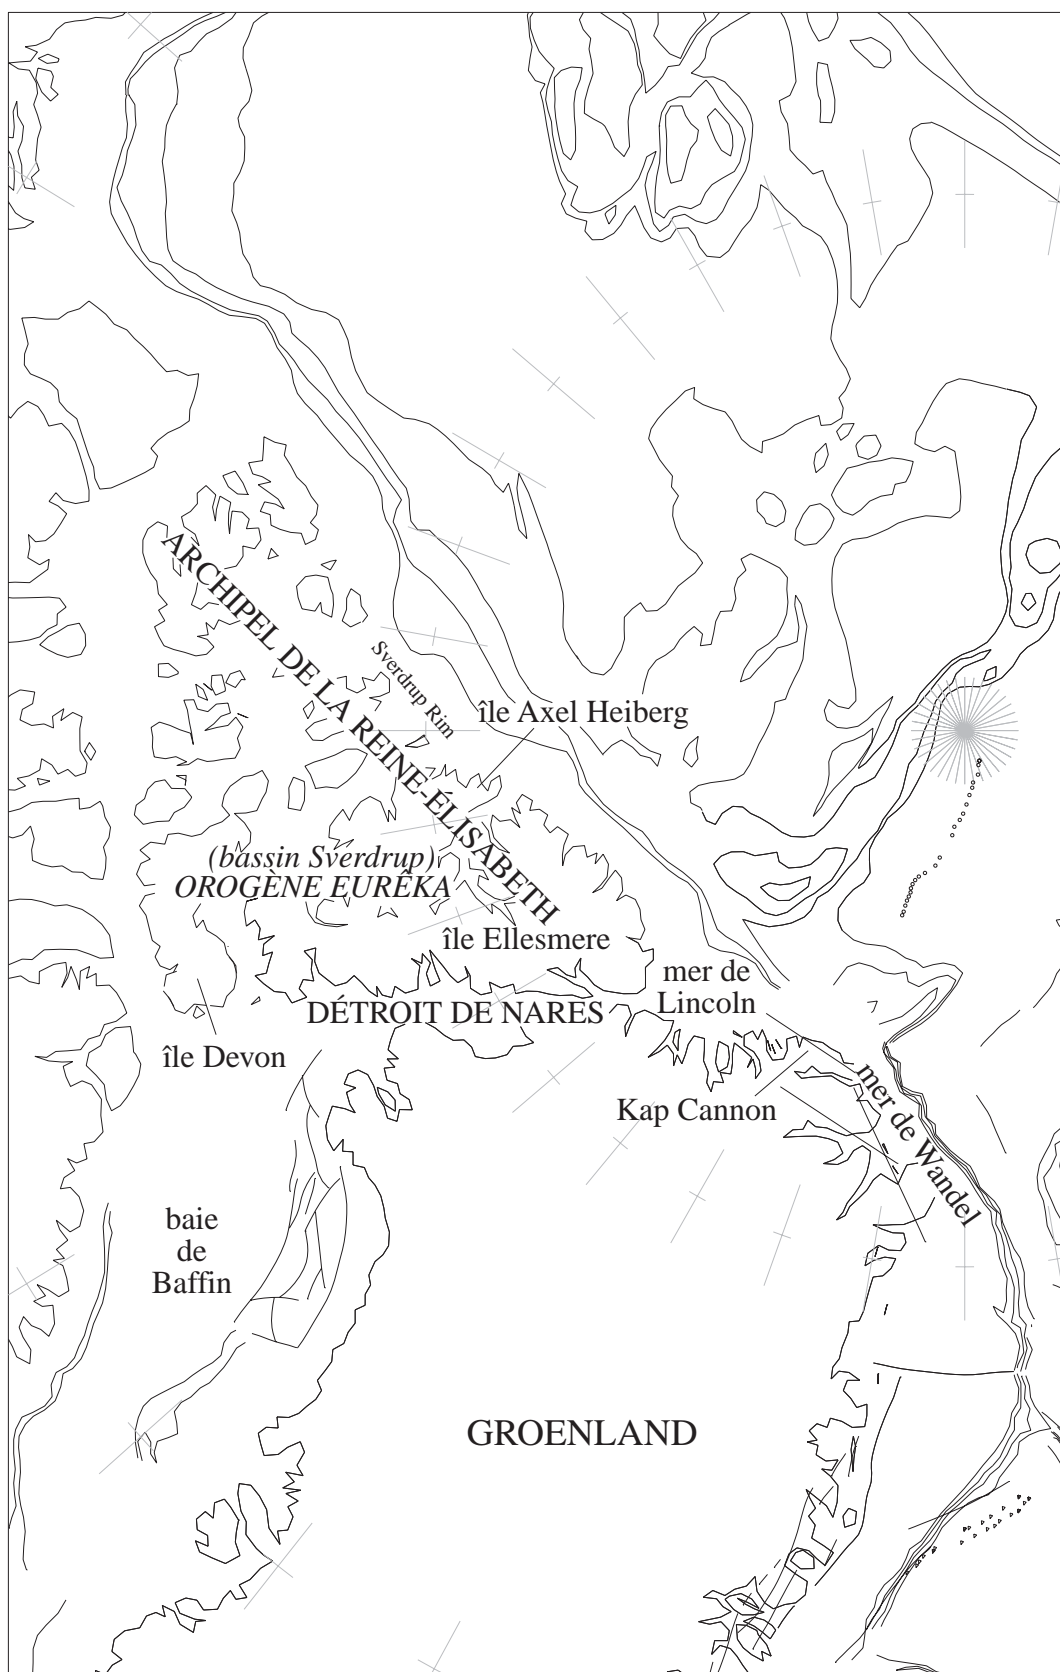 ARCHIPEL DE LA REINE-ÉLISABETH
Sverdrup Rim
île Axel Heiberg
(bassin Sverdrup)
OROGÈNE EURÊKA
île Ellesmere
mer de
Lincoln
DÉTROIT DE NARES
île Devon
mer de Wandel
Kap Cannon
baie
de
Baffin
GROENLAND